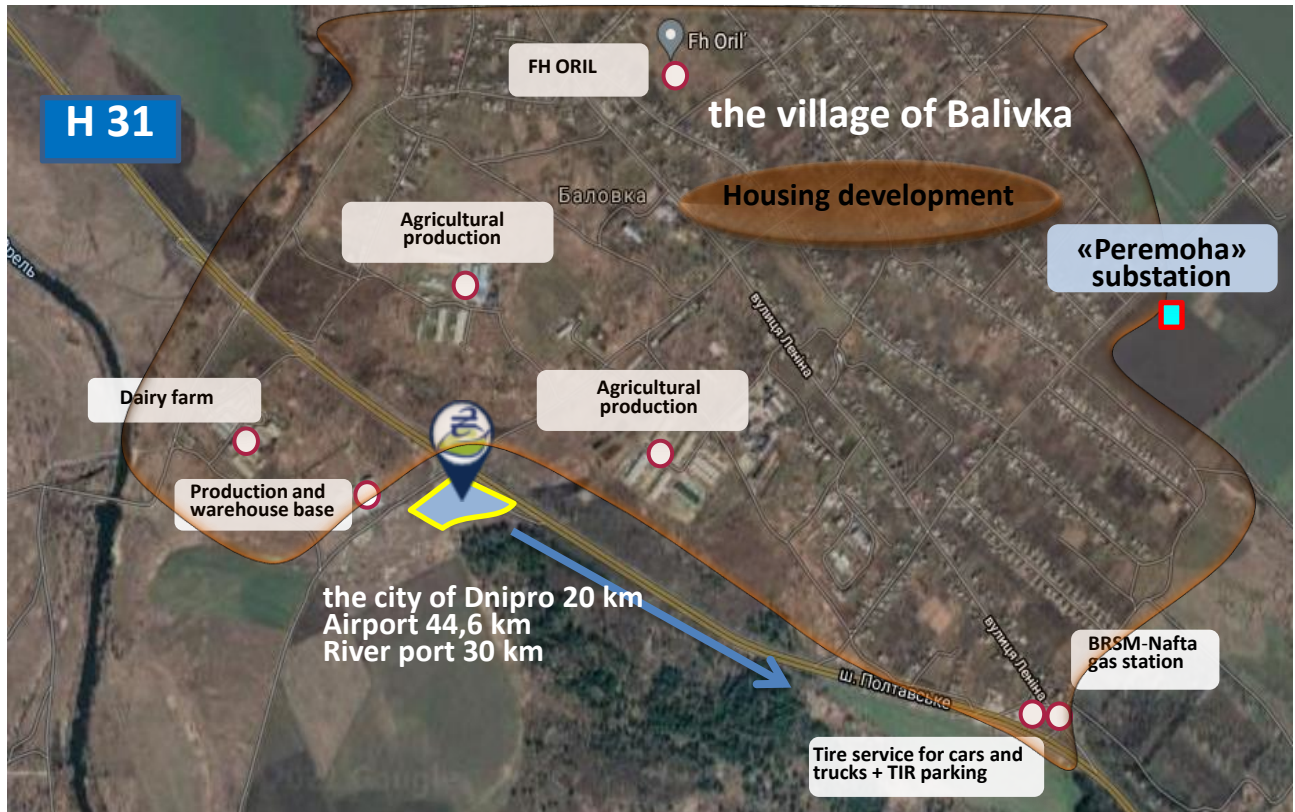 Fh Oril'
FH ORIL
H 31
the village of Balivka
Баловка
Housing development
Agricultural
production
«Peremoha»
substation
рель
вулиця Леніна
Dairy farm
Agricultural
production
Production and
warehouse base
the city of Dnipro 20 km
Airport 44,6 km
River port 30 km
вулиця Леніна
BRSM-Nafta
gas station
ш. Полтавське
Tire service for cars and
trucks + TIR parking